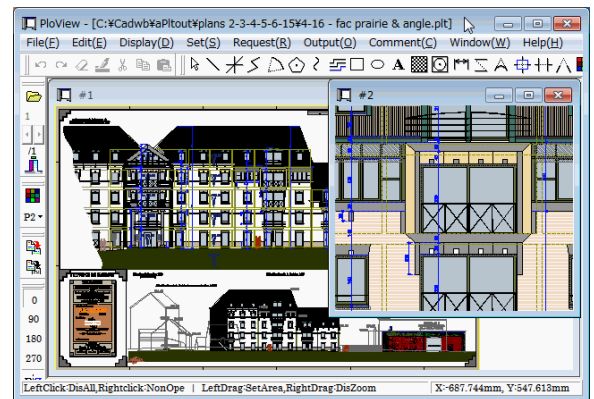 PloView - [C:¥Cadwb¥aPltout¥plans 2-3-4-5-6-15¥4-16 - fac prairie & angle.plt]
File(F) Edit(E) Display(D) Set(S) Request(R) Output(O) Comment(C) Window(W) Help(H)
A A
#1
#2
1
/1
P2
0
90
180
270
LeftClick:DisAll,Rightclick:NonOpe | LeftDrag:SetArea,RightDrag:DisZoom X:-687.744mm, Y:547.613mm